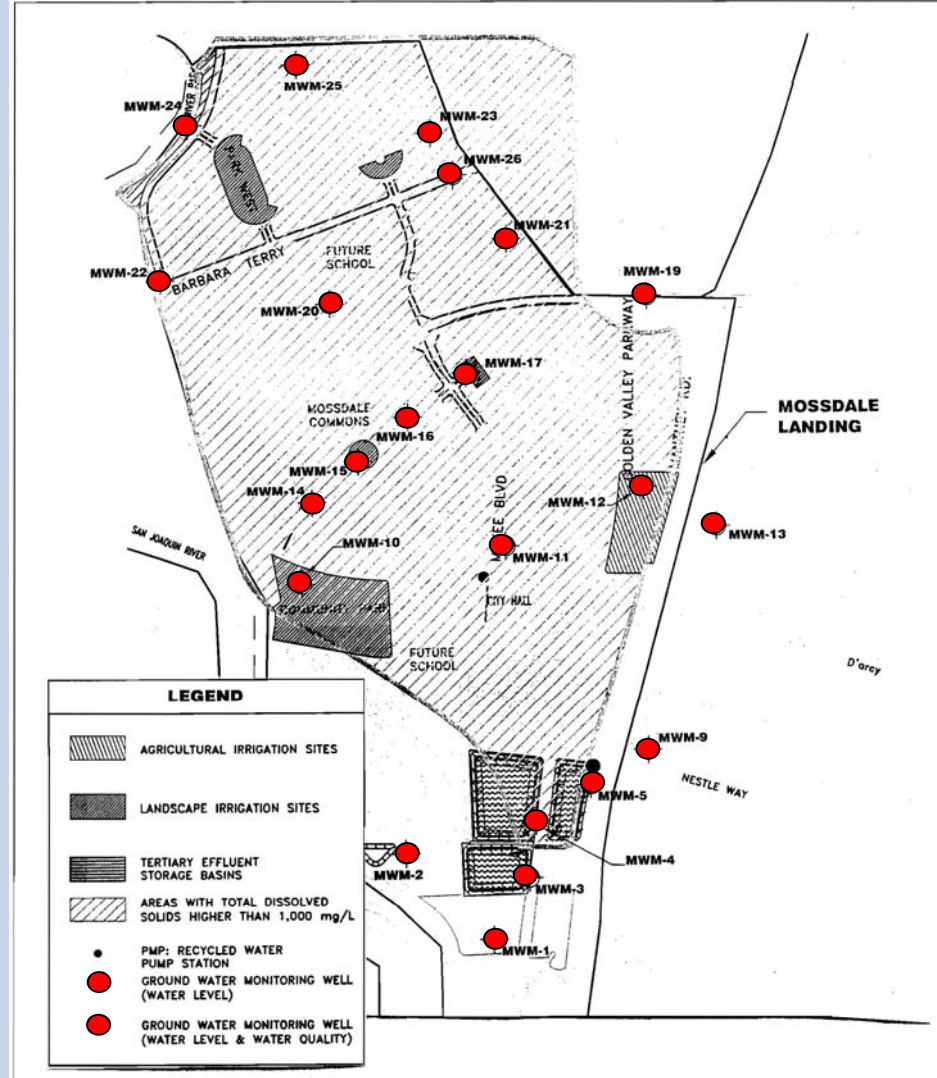 MWM-25
MWM-24
MWM-23
MWM-26
PARK WEST
MWM-21
FUTURE
SCHOOL
BARBARA TERRY
MWM-22
MWM-19
MWM-20
GOLDEN VALLEY PARKWAY
MWM-17
MOSSDALE
COMMONS
MWM-16
MOSSDALE
LANDING
MWM-15
MWM-14
MWM-12
MWM-13
BLVD
SAN JOAQUIN RIVER
MWM-10
MWM-11
CITY HALL
COMMUNITY
FUTURE
SCHOOL
D'arcy
MWM-9
NESTLE WAY
MWM-5
MWM-4
MWM-2
MWM-3
MWM-1
LEGEND
AGRICULTURAL IRRIGATION SITES
LANDSCAPE IRRIGATION SITES
TERTIARY EFFLUENT
STORAGE BASINS
AREAS WITH TOTAL DISSOLVED
SOLIDS HIGHER THAN 1,000 mg/L
PMP: RECYCLED WATER
PUMP STATION
GROUND WATER MONITORING WELL
(WATER LEVEL)
GROUND WATER MONITORING WELL
(WATER LEVEL & WATER QUALITY)